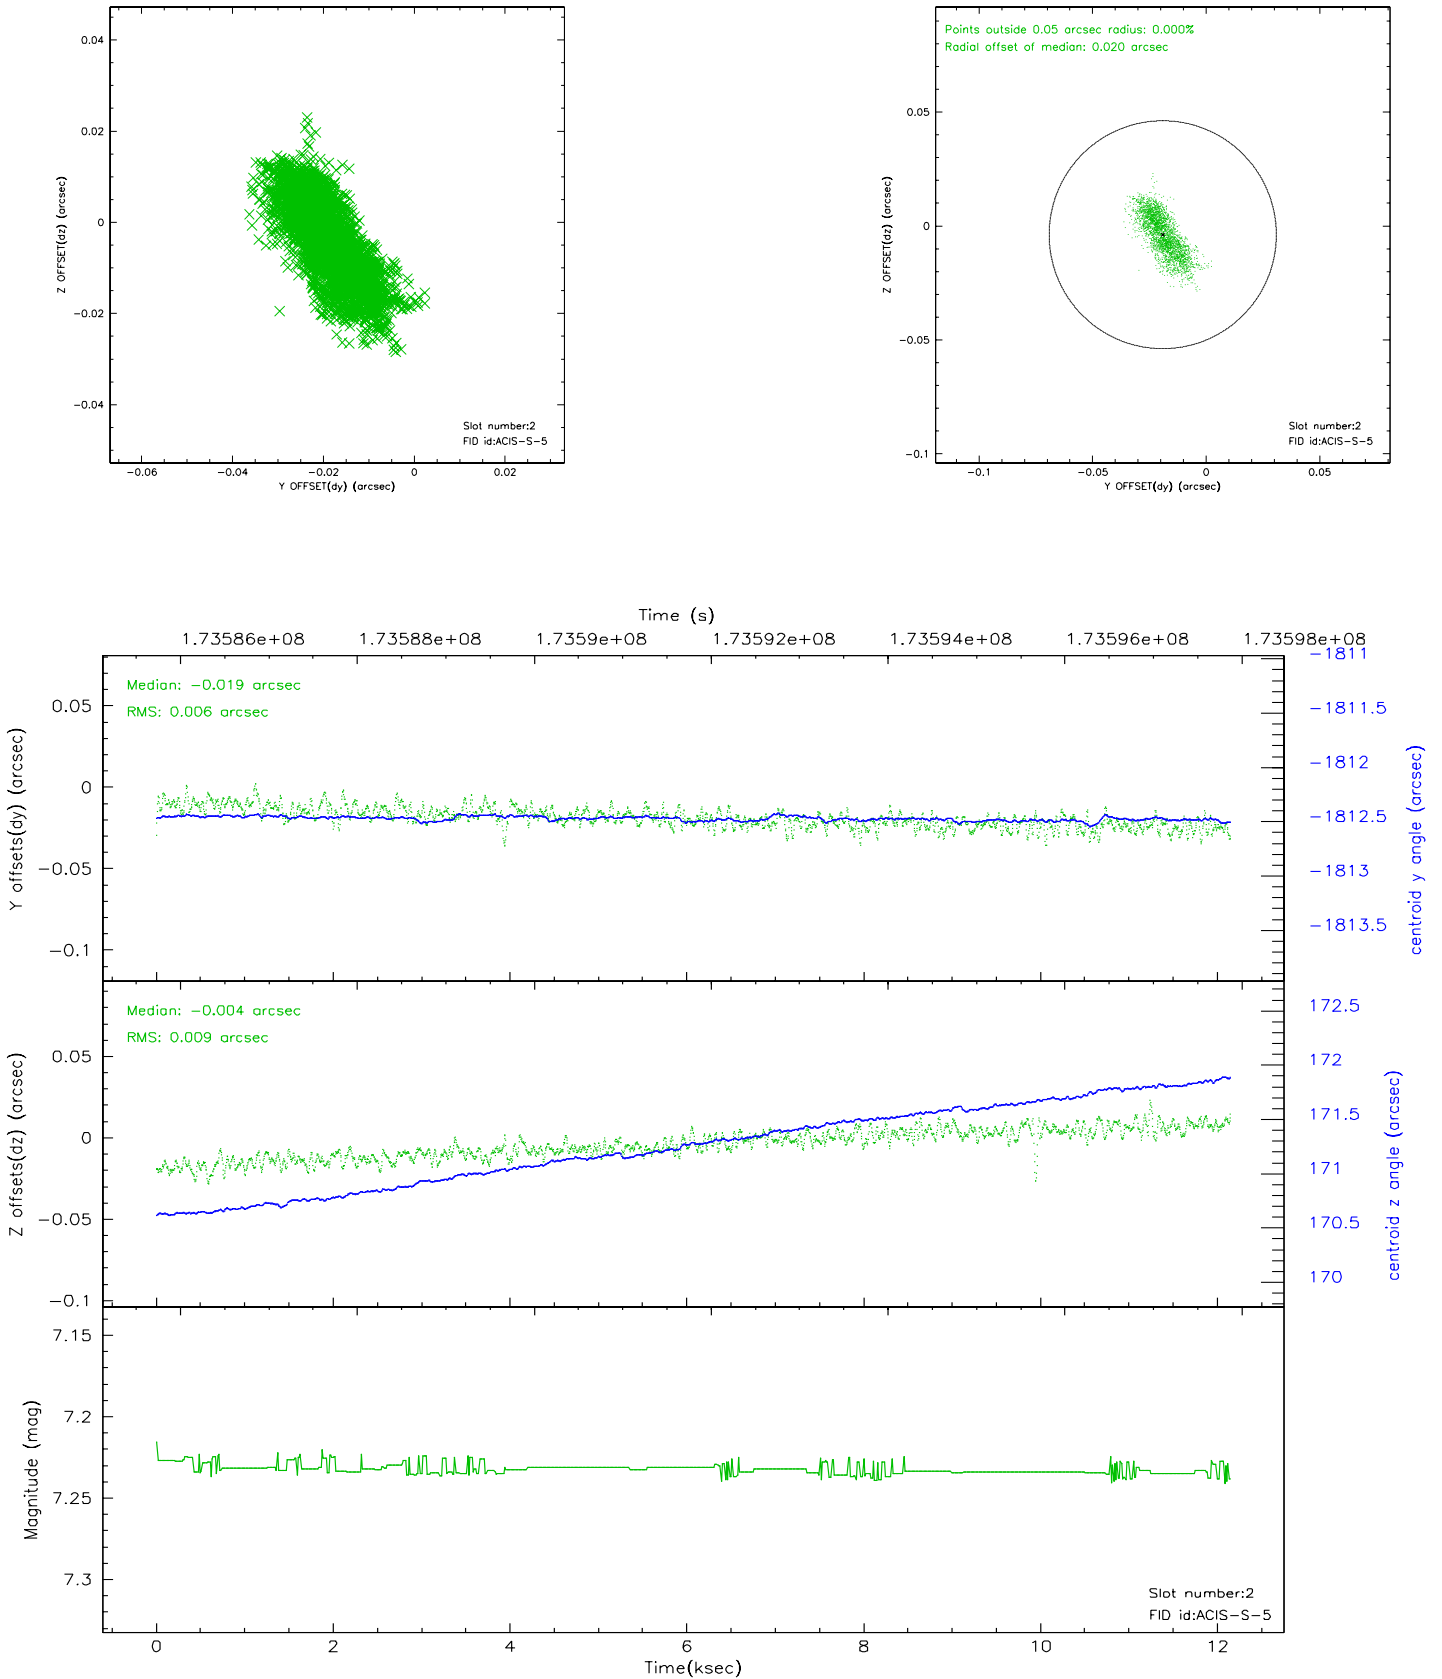 0.04
0.02
0
-0.02
-0.04
Z OFFSET(dz) (arcsec)
-0.06
-0.04
-0.02
0
0.02
Y OFFSET(dy) (arcsec)
Slot number:2
FID id:ACIS-S-5
Points outside 0.05 arcsec radius: 0.000%
Radial offset of median: 0.020 arcsec
0.05
0
-0.05
-0.1
Z OFFSET(dz) (arcsec)
-0.1
-0.05
0
0.05
Y OFFSET(dy) (arcsec)
Slot number:2
FID id:ACIS-S-5
Time (s)
1.73586e+08
1.73588e+08
1.7359e+08
1.73592e+08
1.73594e+08
1.73596e+08
1.73598e+08
Median: -0.019 arcsec
RMS: 0.006 arcsec
0.05
0
-0.05
-0.1
Y offsets(dy) (arcsec)
-1811
-1811.5
-1812
-1812.5
-1813
-1813.5
centroid y angle (arcsec)
Median: -0.004 arcsec
RMS: 0.009 arcsec
0.05
0
-0.05
-0.1
Z offsets(dz) (arcsec)
172.5
172
171.5
171
170.5
170
centroid z angle (arcsec)
7.15
7.2
7.25
7.3
Magnitude (mag)
Slot number:2
FID id:ACIS-S-5
0
2
4
6
8
10
12
Time(ksec)